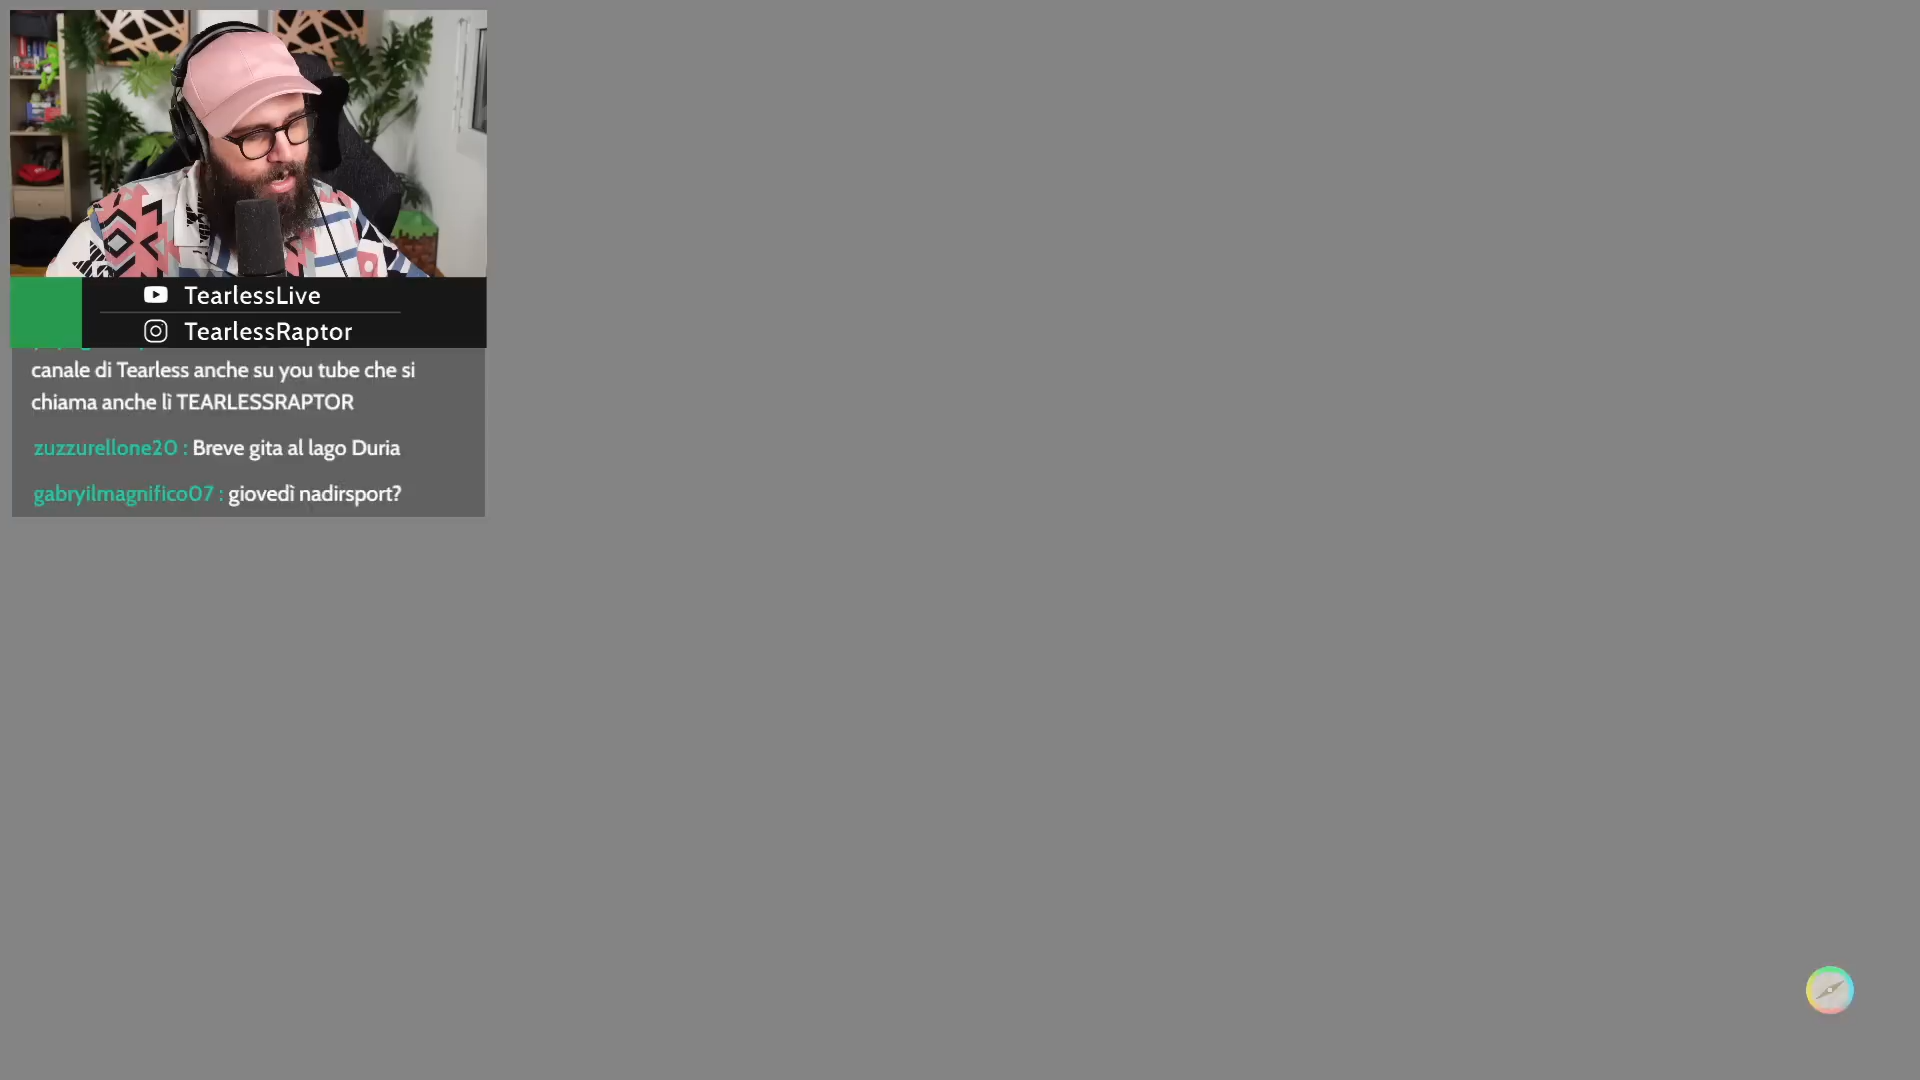 TearlessLive
TearlessRaptor
canale di Tearless anche su you tube che si
chiama anche lì TEARLESSRAPTOR
zuzzurellone20 : Breve gita al lago Duria
gabryilmagnifico07 : giovedì nadirsport?